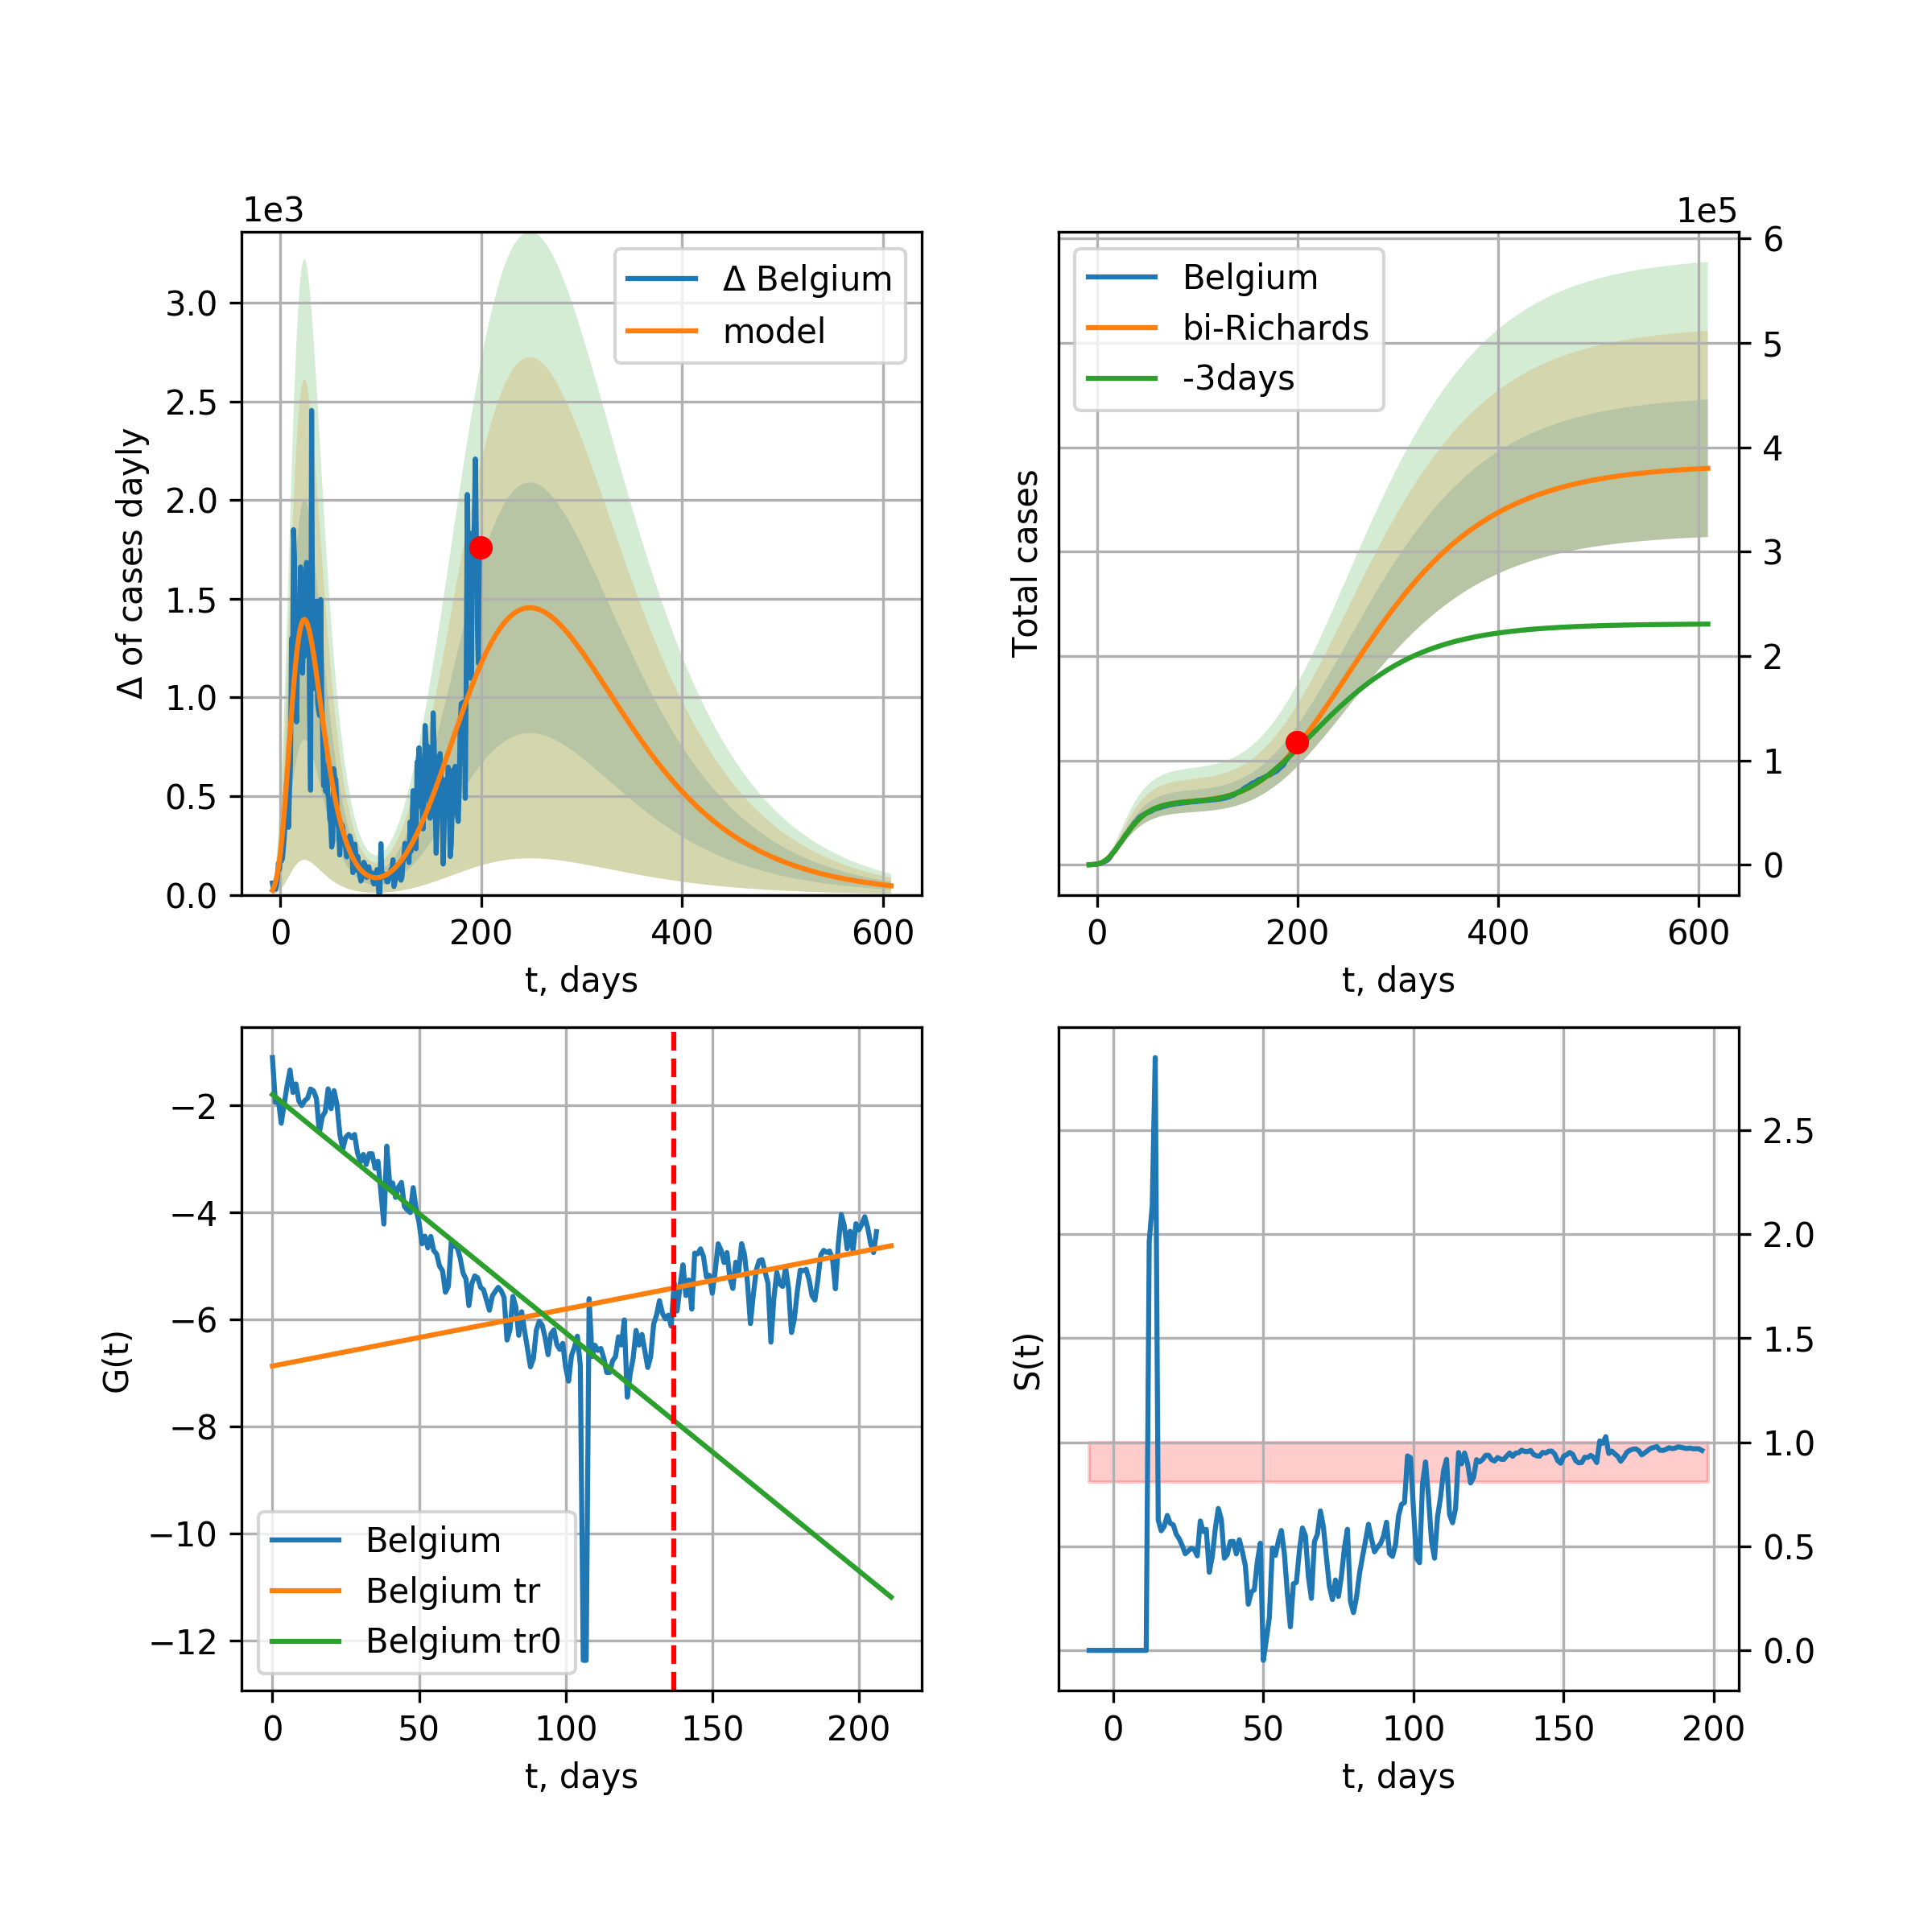 1e3
Δ of cases dayly
3.0
2.5
2.0
1.5
1.0
0.5
0.0
0 200 400 600
t, days
Δ Belgium
model
1e5
Total cases
6
5
4
3
2
1
0
0 200 400 600
t, days
Belgium
bi-Richards
-3days
G(t)
−2
−4
−6
−8
−10
−12
0 50 100 150 200
t, days
Belgium
Belgium tr
Belgium tr0
S(t)
2.5
2.0
1.5
1.0
0.5
0.0
0 50 100 150 200
t, days